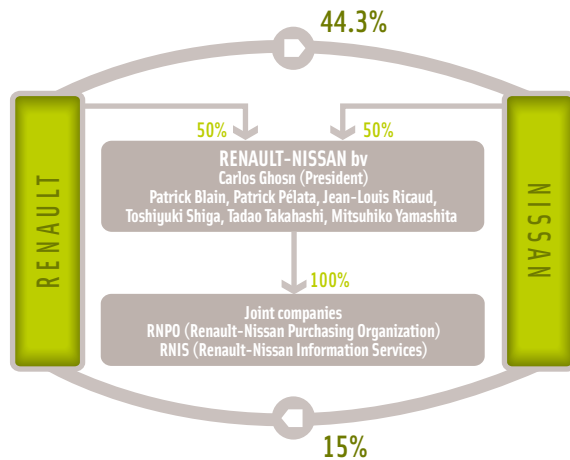 44.3%
RENAULT
NISSAN
50%
50%
RENAULT-NISSAN bv
Carlos Ghosn (President)
Patrick Blain, Patrick Pélata, Jean-Louis Ricaud,
Toshiyuki Shiga, Tadao Takahashi, Mitsuhiko Yamashita
100%
Joint companies
RNPO (Renault-Nissan Purchasing Organization)
RNIS (Renault-Nissan Information Services)
15%